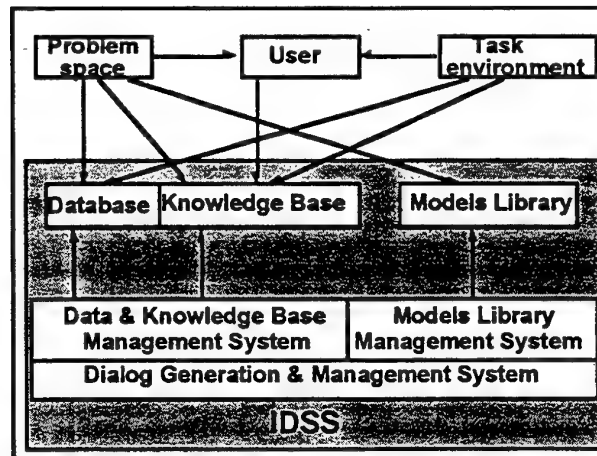 Problem space
User
Task environment
Database
Knowledge Base
Models Library
Data & Knowledge Base
Management System
Models Library
Management System
Dialog Generation & Management System
IDSS